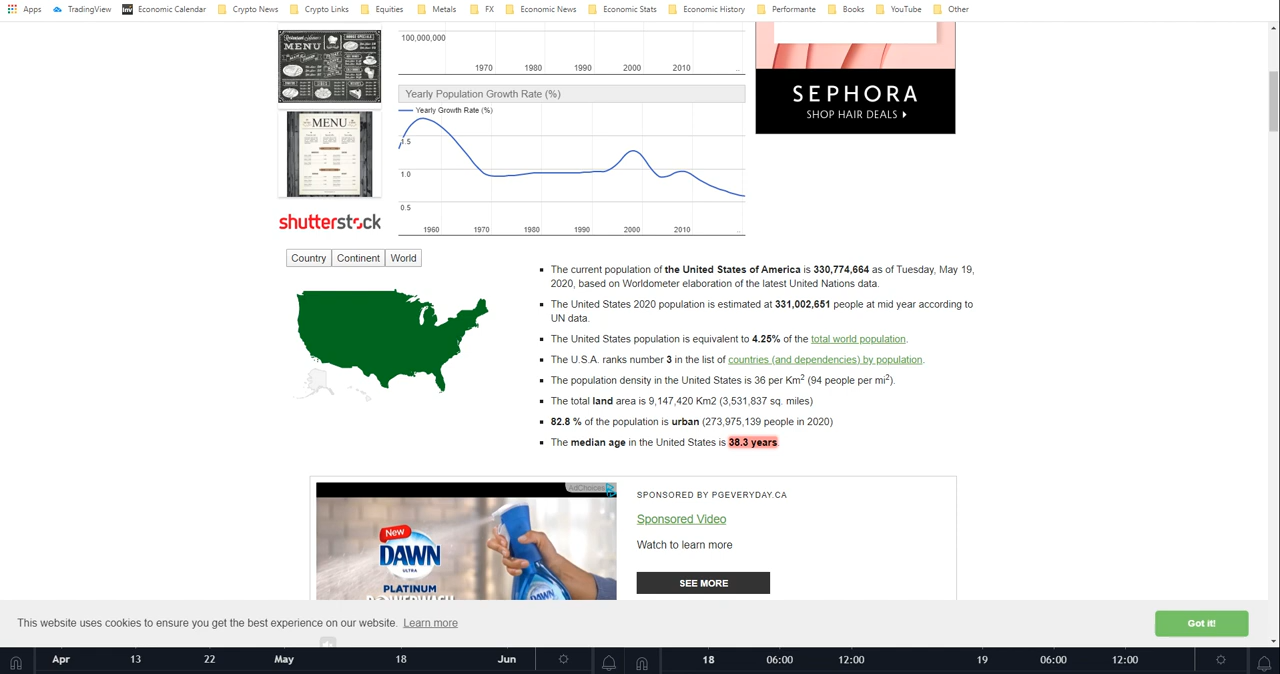 Apps TradingView Economic Calendar Crypto News Crypto Links Equities Metals FX Economic News Economic Stats Economic History Performante Books YouTube Other
100,000,000
1970 1980 1990 2000 2010
MENU
Yearly Population Growth Rate (%)
Yearly Growth Rate (%)
1.5
1.0
0.5
1960 1970 1980 1990 2000 2010
MENU
shutterstock
SEPHORA
SHOP HAIR DEALS
Country Continent World
The current population of the United States of America is 330,774,664 as of Tuesday, May 19,
2020, based on Worldometer elaboration of the latest United Nations data.
The United States 2020 population is estimated at 331,002,651 people at mid year according to
UN data.
The United States population is equivalent to 4.25% of the total world population.
The U.S.A. ranks number 3 in the list of countries (and dependencies) by population.
The population density in the United States is 36 per Km2 (94 people per mi2).
The total land area is 9,147,420 Km2 (3,531,837 sq. miles)
82.8 % of the population is urban (273,975,139 people in 2020)
The median age in the United States is 38.3 years.
AdChoices
New
DAWN
ULTRA
PLATINUM
SPONSORED BY PGEVERYDAY.CA
Sponsored Video
Watch to learn more
SEE MORE
This website uses cookies to ensure you get the best experience on our website. Learn more
Got it!
Apr 13 22 May 18 Jun 18 06:00 12:00 19 06:00 12:00